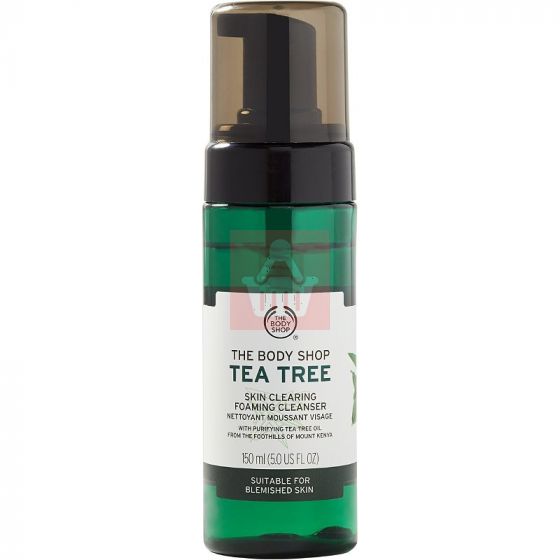 THE
BODY
SHOP
®
THE BODY SHOP
TEA TREE
SKIN CLEARING
FOAMING CLEANSER
NETTOYANT MOUSSANT VISAGE
WITH PURIFYING TEA TREE OIL
FROM THE FOOTHILLS OF MOUNT KENYA
150 ml (5.0 US FL OZ)
SUITABLE FOR
BLEMISHED SKIN